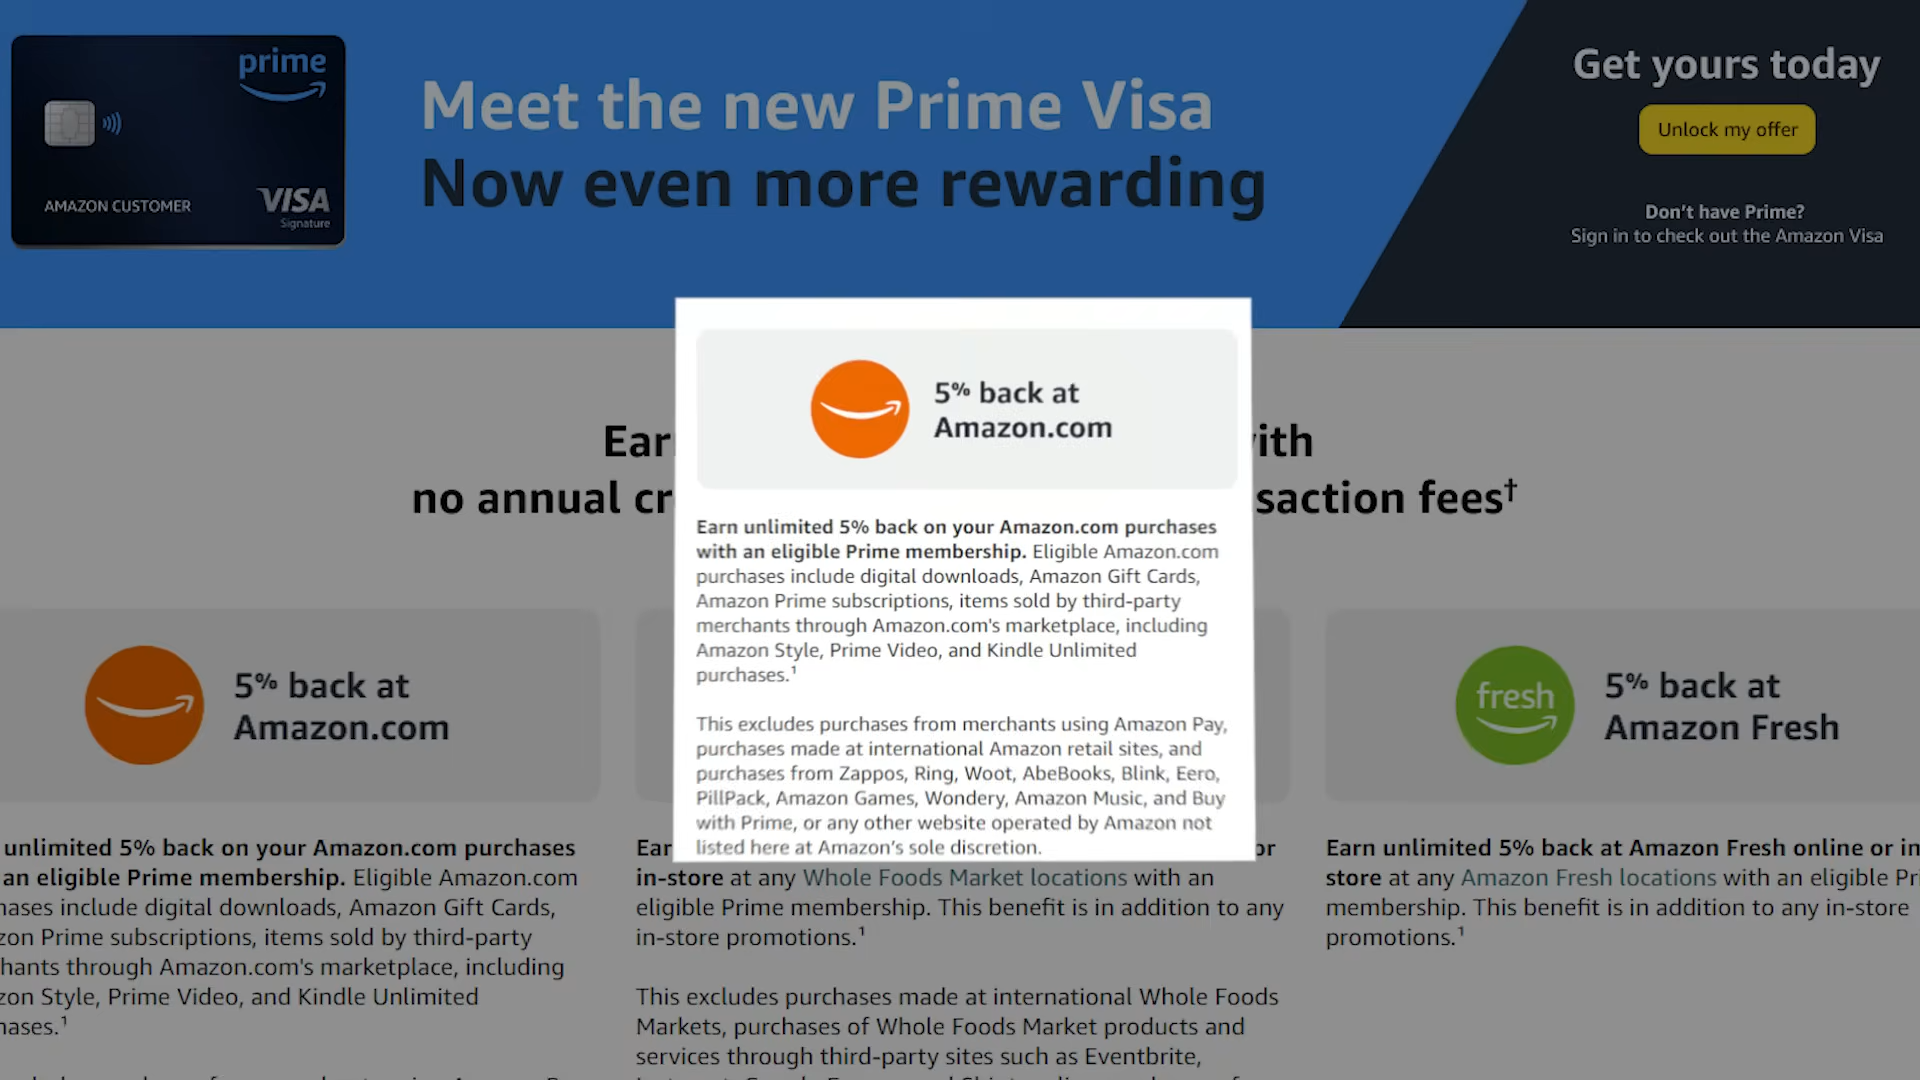 prime
AMAZON CUSTOMER
VISA
Signature
Meet the new Prime Visa
Now even more rewarding
Get yours today
Unlock my offer
Don't have Prime?
Sign in to check out the Amazon Visa
no annual
saction fees†
5% back at
Amazon.com
Earn unlimited 5% back on your Amazon.com purchases
with an eligible Prime membership. Eligible Amazon.com
purchases include digital downloads, Amazon Gift Cards,
Amazon Prime subscriptions, items sold by third-party
merchants through Amazon.com's marketplace, including
Amazon Style, Prime Video, and Kindle Unlimited
purchases.¹
This excludes purchases from merchants using Amazon Pay,
purchases made at international Amazon retail sites, and
purchases from Zappos, Ring, Woot, AbeBooks, Blink, Eero,
PillPack, Amazon Games, Wondery, Amazon Music, and Buy
with Prime, or any other website operated by Amazon not
listed here at Amazon's sole discretion.
5% back at
Amazon.com
unlimited 5% back on your Amazon.com purchases
an eligible Prime membership. Eligible Amazon.com
hases include digital downloads, Amazon Gift Cards,
zon Prime subscriptions, items sold by third-party
hants through Amazon.com's marketplace, including
zon Style, Prime Video, and Kindle Unlimited
hases.¹
or
in-store at any Whole Foods Market locations with an
eligible Prime membership. This benefit is in addition to any
in-store promotions.¹
This excludes purchases made at international Whole Foods
Markets, purchases of Whole Foods Market products and
services through third-party sites such as Eventbrite,
fresh
5% back at
Amazon Fresh
Earn unlimited 5% back at Amazon Fresh online or in
store at any Amazon Fresh locations with an eligible Pri
membership. This benefit is in addition to any in-store
promotions.¹